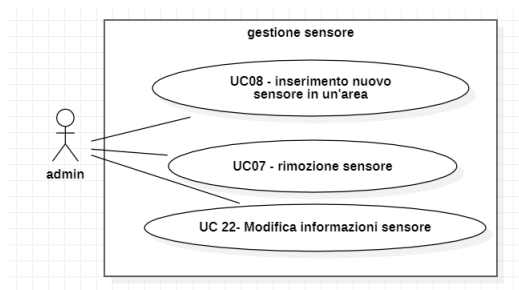 gestione sensore
UC08 - inserimento nuovo
sensore in un'area
UC07 - rimozione sensore
admin
UC 22- Modifica informazioni sensore